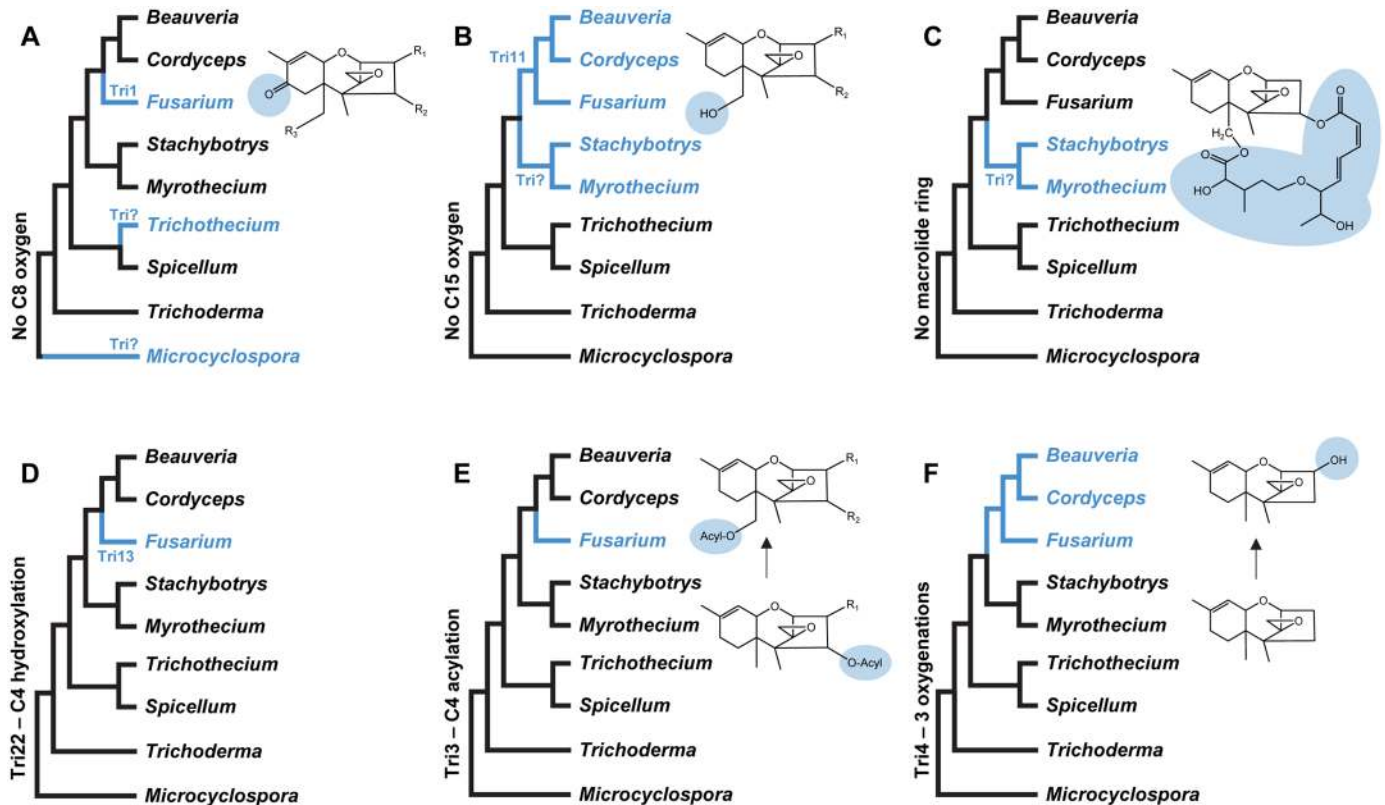 A
No C8 oxygen
Beauveria
Cordyceps
Tri1
Fusarium
Stachybotrys
Myrothecium
Tri?
Trichothecium
Spicellum
Trichoderma
Tri?
Microcyclospora
O
O
O
R1
R2
R3
B
No C15 oxygen
Beauveria
Tri11
Cordyceps
Fusarium
Stachybotrys
Tri?
Myrothecium
Trichothecium
Spicellum
Trichoderma
Microcyclospora
O
R1
O
R2
HO
C
No macrolide ring
Beauveria
Cordyceps
Fusarium
Stachybotrys
Tri?
Myrothecium
Trichothecium
Spicellum
Trichoderma
Microcyclospora
O
O
O
O
H2C
O
O
HO
O
OH
D
Tri22 – C4 hydroxylation
Beauveria
Cordyceps
Fusarium
Tri13
Stachybotrys
Myrothecium
Trichothecium
Spicellum
Trichoderma
Microcyclospora
E
Tri3 – C4 acylation
Beauveria
Cordyceps
Fusarium
Stachybotrys
Myrothecium
Trichothecium
Spicellum
Trichoderma
Microcyclospora
O
R1
O
R2
Acyl-O
O
R1
O
O-Acyl
F
Tri4 – 3 oxygenations
Beauveria
Cordyceps
Fusarium
Stachybotrys
Myrothecium
Trichothecium
Spicellum
Trichoderma
Microcyclospora
OH
O
O
O
O